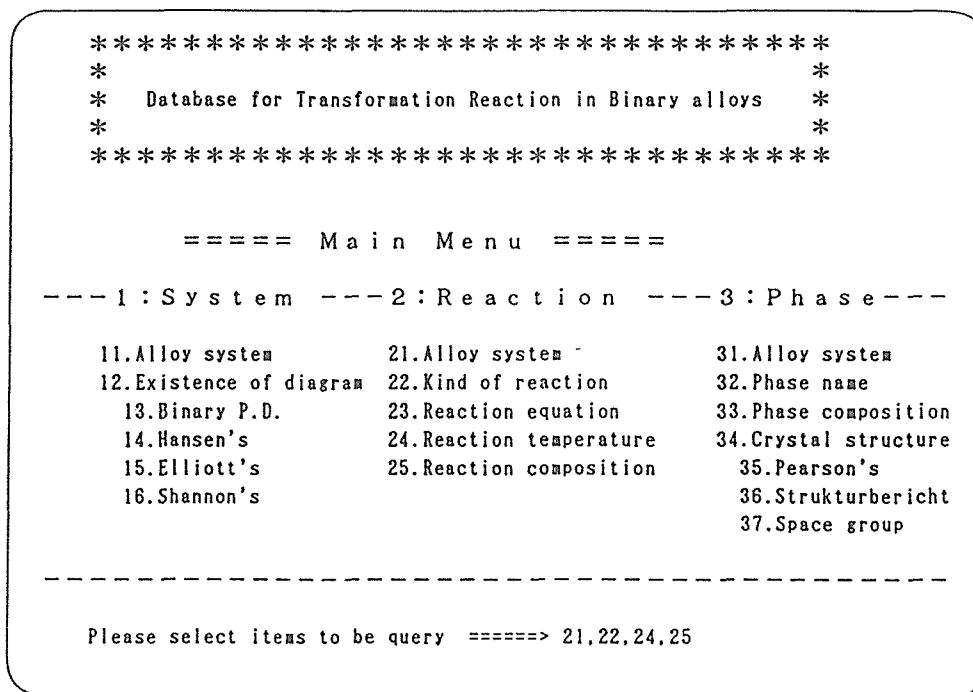 * * * * * * * * * * * * * * * * * * * * * * * * * * * * * * * *
* *
* Database for Transformation Reaction in Binary alloys *
* *
* * * * * * * * * * * * * * * * * * * * * * * * * * * * * * * *
===== Main Menu =====
---1:System ---2:Reaction ---3:Phase---
11.Alloy system 21.Alloy system 31.Alloy system
12.Existence of diagram 22.Kind of reaction 32.Phase name
13.Binary P.D. 23.Reaction equation 33.Phase composition
14.Hansen's 24.Reaction temperature 34.Crystal structure
15.Elliott's 25.Reaction composition 35.Pearson's
16.Shannon's 36.Strukturbericht
37.Space group
---------------------------------------
Please select items to be query ======> 21,22,24,25